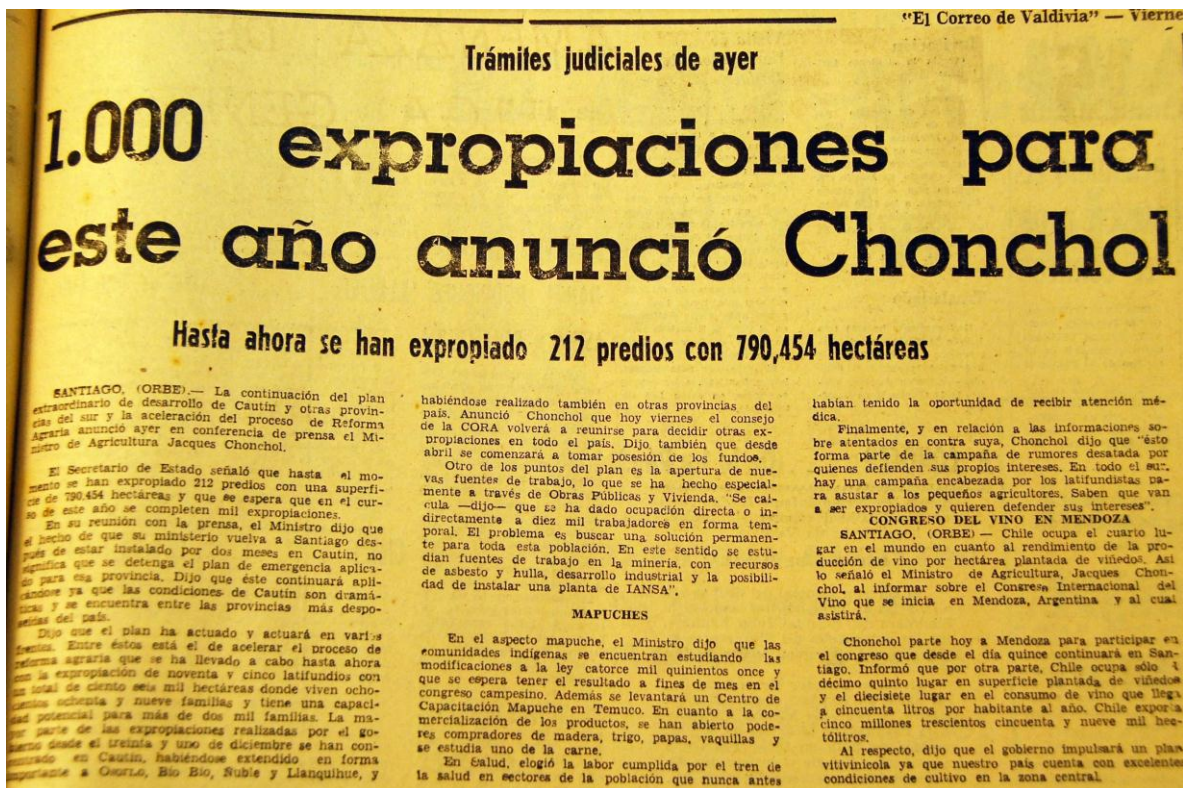 "El Correo de Valdivia" — Vierne
Trámites judiciales de ayer
1.000 expropiaciones para
este año anunció Chonchol
Hasta ahora se han expropiado 212 predios con 790,454 hectáreas
SANTIAGO, (ORBE).— La continuación del plan
extraordinario de desarrollo de Cautín y otras provin-
cias del sur y la aceleración del proceso de Reforma
Agraria anunció ayer en conferencia de prensa el Mi-
nistro de Agricultura Jacques Chonchol.
El Secretario de Estado señaló que hasta el mo-
mento se han expropiado 212 predios con una superfi-
cie de 790.454 hectáreas y que se espera que en el cur-
so de este año se completen mil expropiaciones.
En su reunión con la prensa, el Ministro dijo que
el hecho de que su ministerio vuelva a Santiago des-
pués de estar instalado por dos meses en Cautín, no
significa que se detenga el plan de emergencia aplica-
do para esa provincia. Dijo que éste continuará apli-
cándose ya que las condiciones de Cautín son dramá-
ticas y se encuentra entre las provincias más despo-
seídas del país.
Dijo que el plan ha actuado y actuará en varios
frentes. Entre éstos está el de acelerar el proceso de
reforma agraria que se ha llevado a cabo hasta ahora
con la expropiación de noventa y cinco latifundios con
un total de ciento seis mil hectáreas donde viven ocho-
cientos ochenta y nueve familias y tiene una capaci-
dad potencial para más de dos mil familias. La ma-
yor parte de las expropiaciones realizadas por el go-
bierno desde el treinta y uno de diciembre se han con-
centrado en Cautín, habiéndose extendido en forma
importante a Osorno, Bío Bío, Ñuble y Llanquihue, y
habiéndose realizado también en otras provincias del
país. Anunció Chonchol que hoy viernes el consejo
de la CORA volverá a reunirse para decidir otras ex-
propiaciones en todo el país. Dijo también que desde
abril se comenzará a tomar posesión de los fundos.
Otro de los puntos del plan es la apertura de nue-
vas fuentes de trabajo, lo que se ha hecho especial-
mente a través de Obras Públicas y Vivienda. "Se cal-
cula —dijo— que se ha dado ocupación directa o in-
directamente a diez mil trabajadores en forma tem-
poral. El problema es buscar una solución permanen-
te para toda esta población. En este sentido se estu-
dian fuentes de trabajo en la minería, con recursos
de asbesto y hulla, desarrollo industrial y la posibili-
dad de instalar una planta de IANSA".
MAPUCHES
En el aspecto mapuche, el Ministro dijo que las
comunidades indígenas se encuentran estudiando las
modificaciones a la ley catorce mil quinientos once y
que se espera tener el resultado a fines de mes en el
congreso campesino. Además se levantará un Centro de
Capacitación Mapuche en Temuco. En cuanto a la co-
mercialización de los productos, se han abierto pode-
res compradores de madera, trigo, papas, vaquillas y
se estudia uno de la carne.
En Salud, elogió la labor cumplida por el tren de
la salud en sectores de la población que nunca antes
habían tenido la oportunidad de recibir atención mé-
dica.
Finalmente, y en relación a las informaciones so-
bre atentados en contra suya, Chonchol dijo que "ésto
forma parte de la campaña de rumores desatada por
quienes defienden sus propios intereses. En todo el sur,
hay una campaña encabezada por los latifundistas pa-
ra asustar a los pequeños agricultores. Saben que van
a ser expropiados y quieren defender sus intereses".
CONGRESO DEL VINO EN MENDOZA
SANTIAGO, (ORBE) — Chile ocupa el cuarto lu-
gar en el mundo en cuanto al rendimiento de la pro-
ducción de vino por hectárea plantada de viñedos. Así
lo señaló el Ministro de Agricultura, Jacques Chon-
chol, al informar sobre el Congreso Internacional del
Vino que se inicia en Mendoza, Argentina y al cual
asistirá.
Chonchol parte hoy a Mendoza para participar en
el congreso que desde el día quince continuará en San-
tiago. Informó que por otra parte, Chile ocupa sólo el
décimo quinto lugar en superficie plantada de viñedos
y el diecisiete lugar en el consumo de vino que llega
a cincuenta litros por habitante al año. Chile exporta
cinco millones trescientos cincuenta y nueve mil hec-
tólitros.
Al respecto, dijo que el gobierno impulsará un plan
vitivinícola ya que nuestro país cuenta con excelentes
condiciones de cultivo en la zona central.